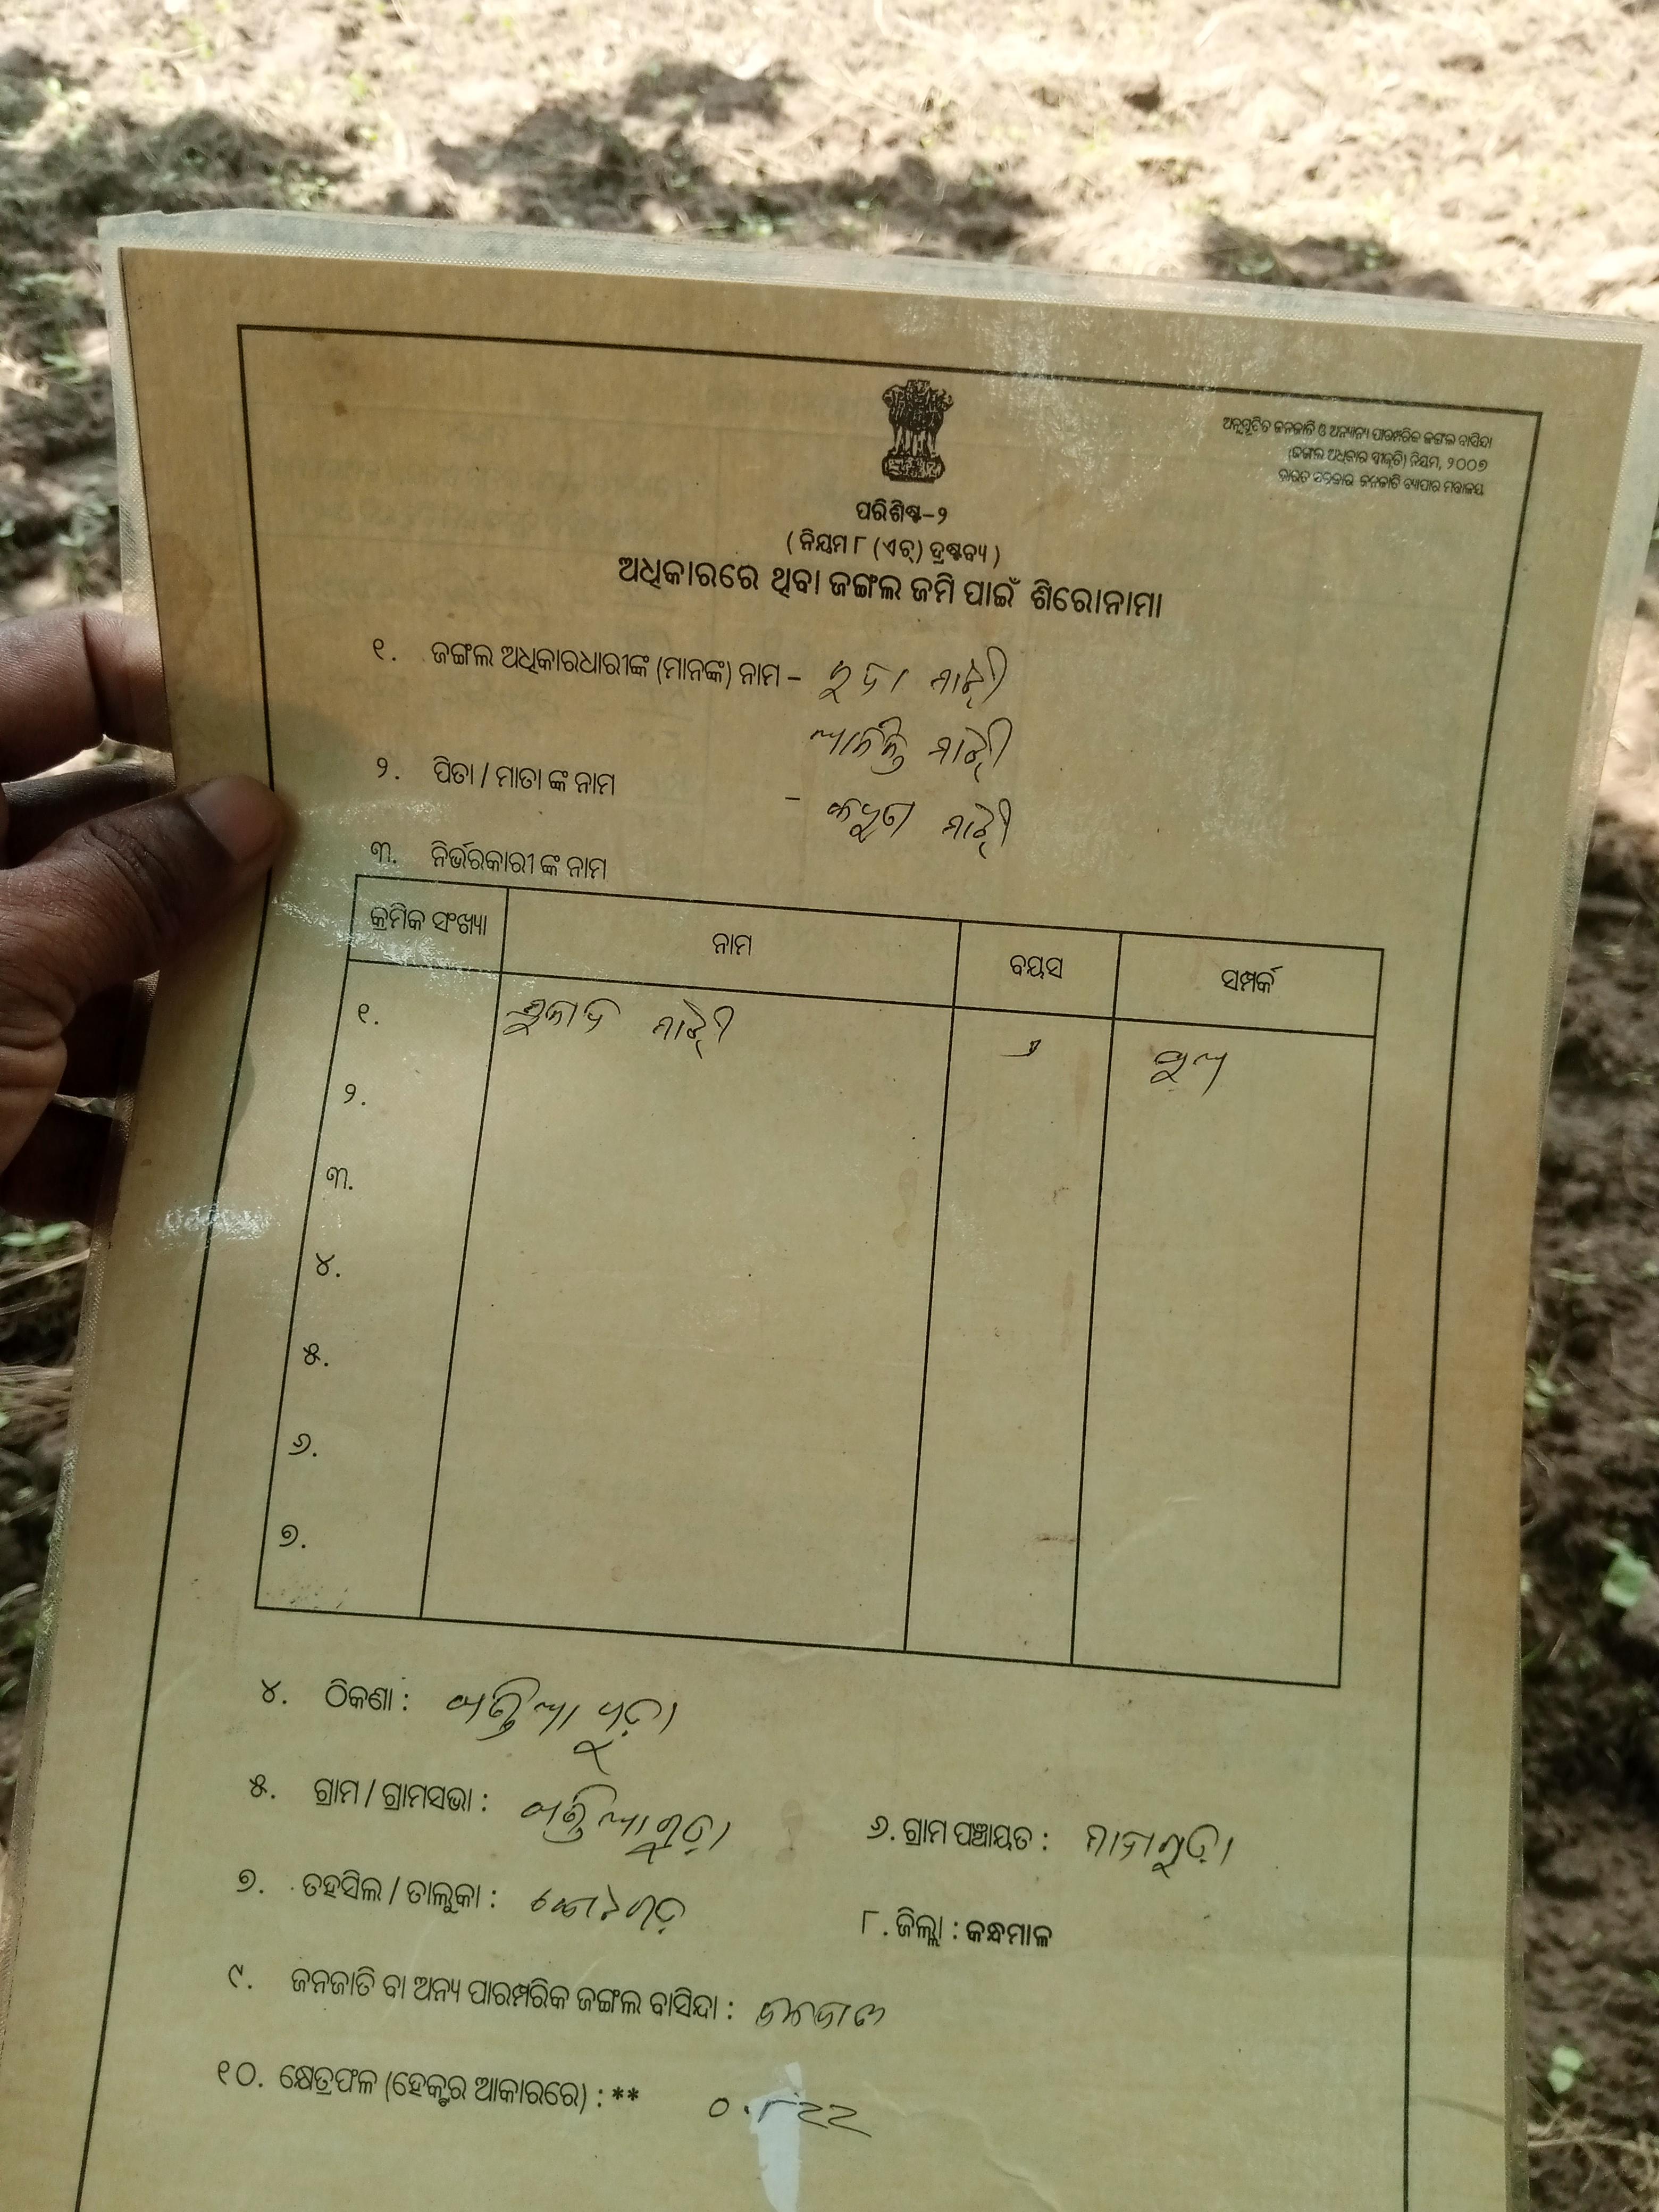 ଅନୁସୂଚିତ ଜନଜାତି ଓ ଅନ୍ୟାନ୍ୟ ପାରମ୍ପରିକ ଜଙ୍ଗଲ ବାସିନ୍ଦା
(ଜଙ୍ଗଲ ଅଧିକାର ସ୍ବୀକୃତି) ନିୟମ, ୨୦୦୭
ଭାରତ ସରକାର ଜନଜାତି ବ୍ୟାପାର ମନ୍ତ୍ରାଳୟ
ପରିଶିଷ୍ଟ-୨
( ନିୟମ ୮ (ଏଚ୍) ଦ୍ରଷ୍ଟବ୍ୟ )
ଅଧିକାରରେ ଥିବା ଜଙ୍ଗଲ ଜମି ପାଇଁ ଶିରୋନାମା
୧. ଜଙ୍ଗଲ ଅଧିକାରଧାରୀଙ୍କ (ମାନଙ୍କ) ନାମ – ମାଝୀ
ମାଝୀ
୨. ପିତା / ମାତା ଙ୍କ ନାମ – ମାଝୀ
୩. ନିର୍ଭରକାରୀ ଙ୍କ ନାମ
କ୍ରମିକ ସଂଖ୍ୟା ନାମ ବୟସ ସମ୍ପର୍କ
୧. ମାଝୀ ପୁଅ
୨.
୩.
୪.
୫.
୬.
୭.
୪. ଠିକଣା :
୫. ଗ୍ରାମ / ଗ୍ରାମସଭା : ୬. ଗ୍ରାମ ପଞ୍ଚାୟତ :
୭. ତହସିଲ / ତାଲୁକା : ୮. ଜିଲ୍ଲା : କନ୍ଧମାଳ
୯. ଜନଜାତି ବା ଅନ୍ୟ ପାରମ୍ପରିକ ଜଙ୍ଗଲ ବାସିନ୍ଦା : ଜନଜାତି
୧୦. କ୍ଷେତ୍ରଫଳ (ହେକ୍ଟର ଆକାରରେ) : ** ୦.୮୨୨